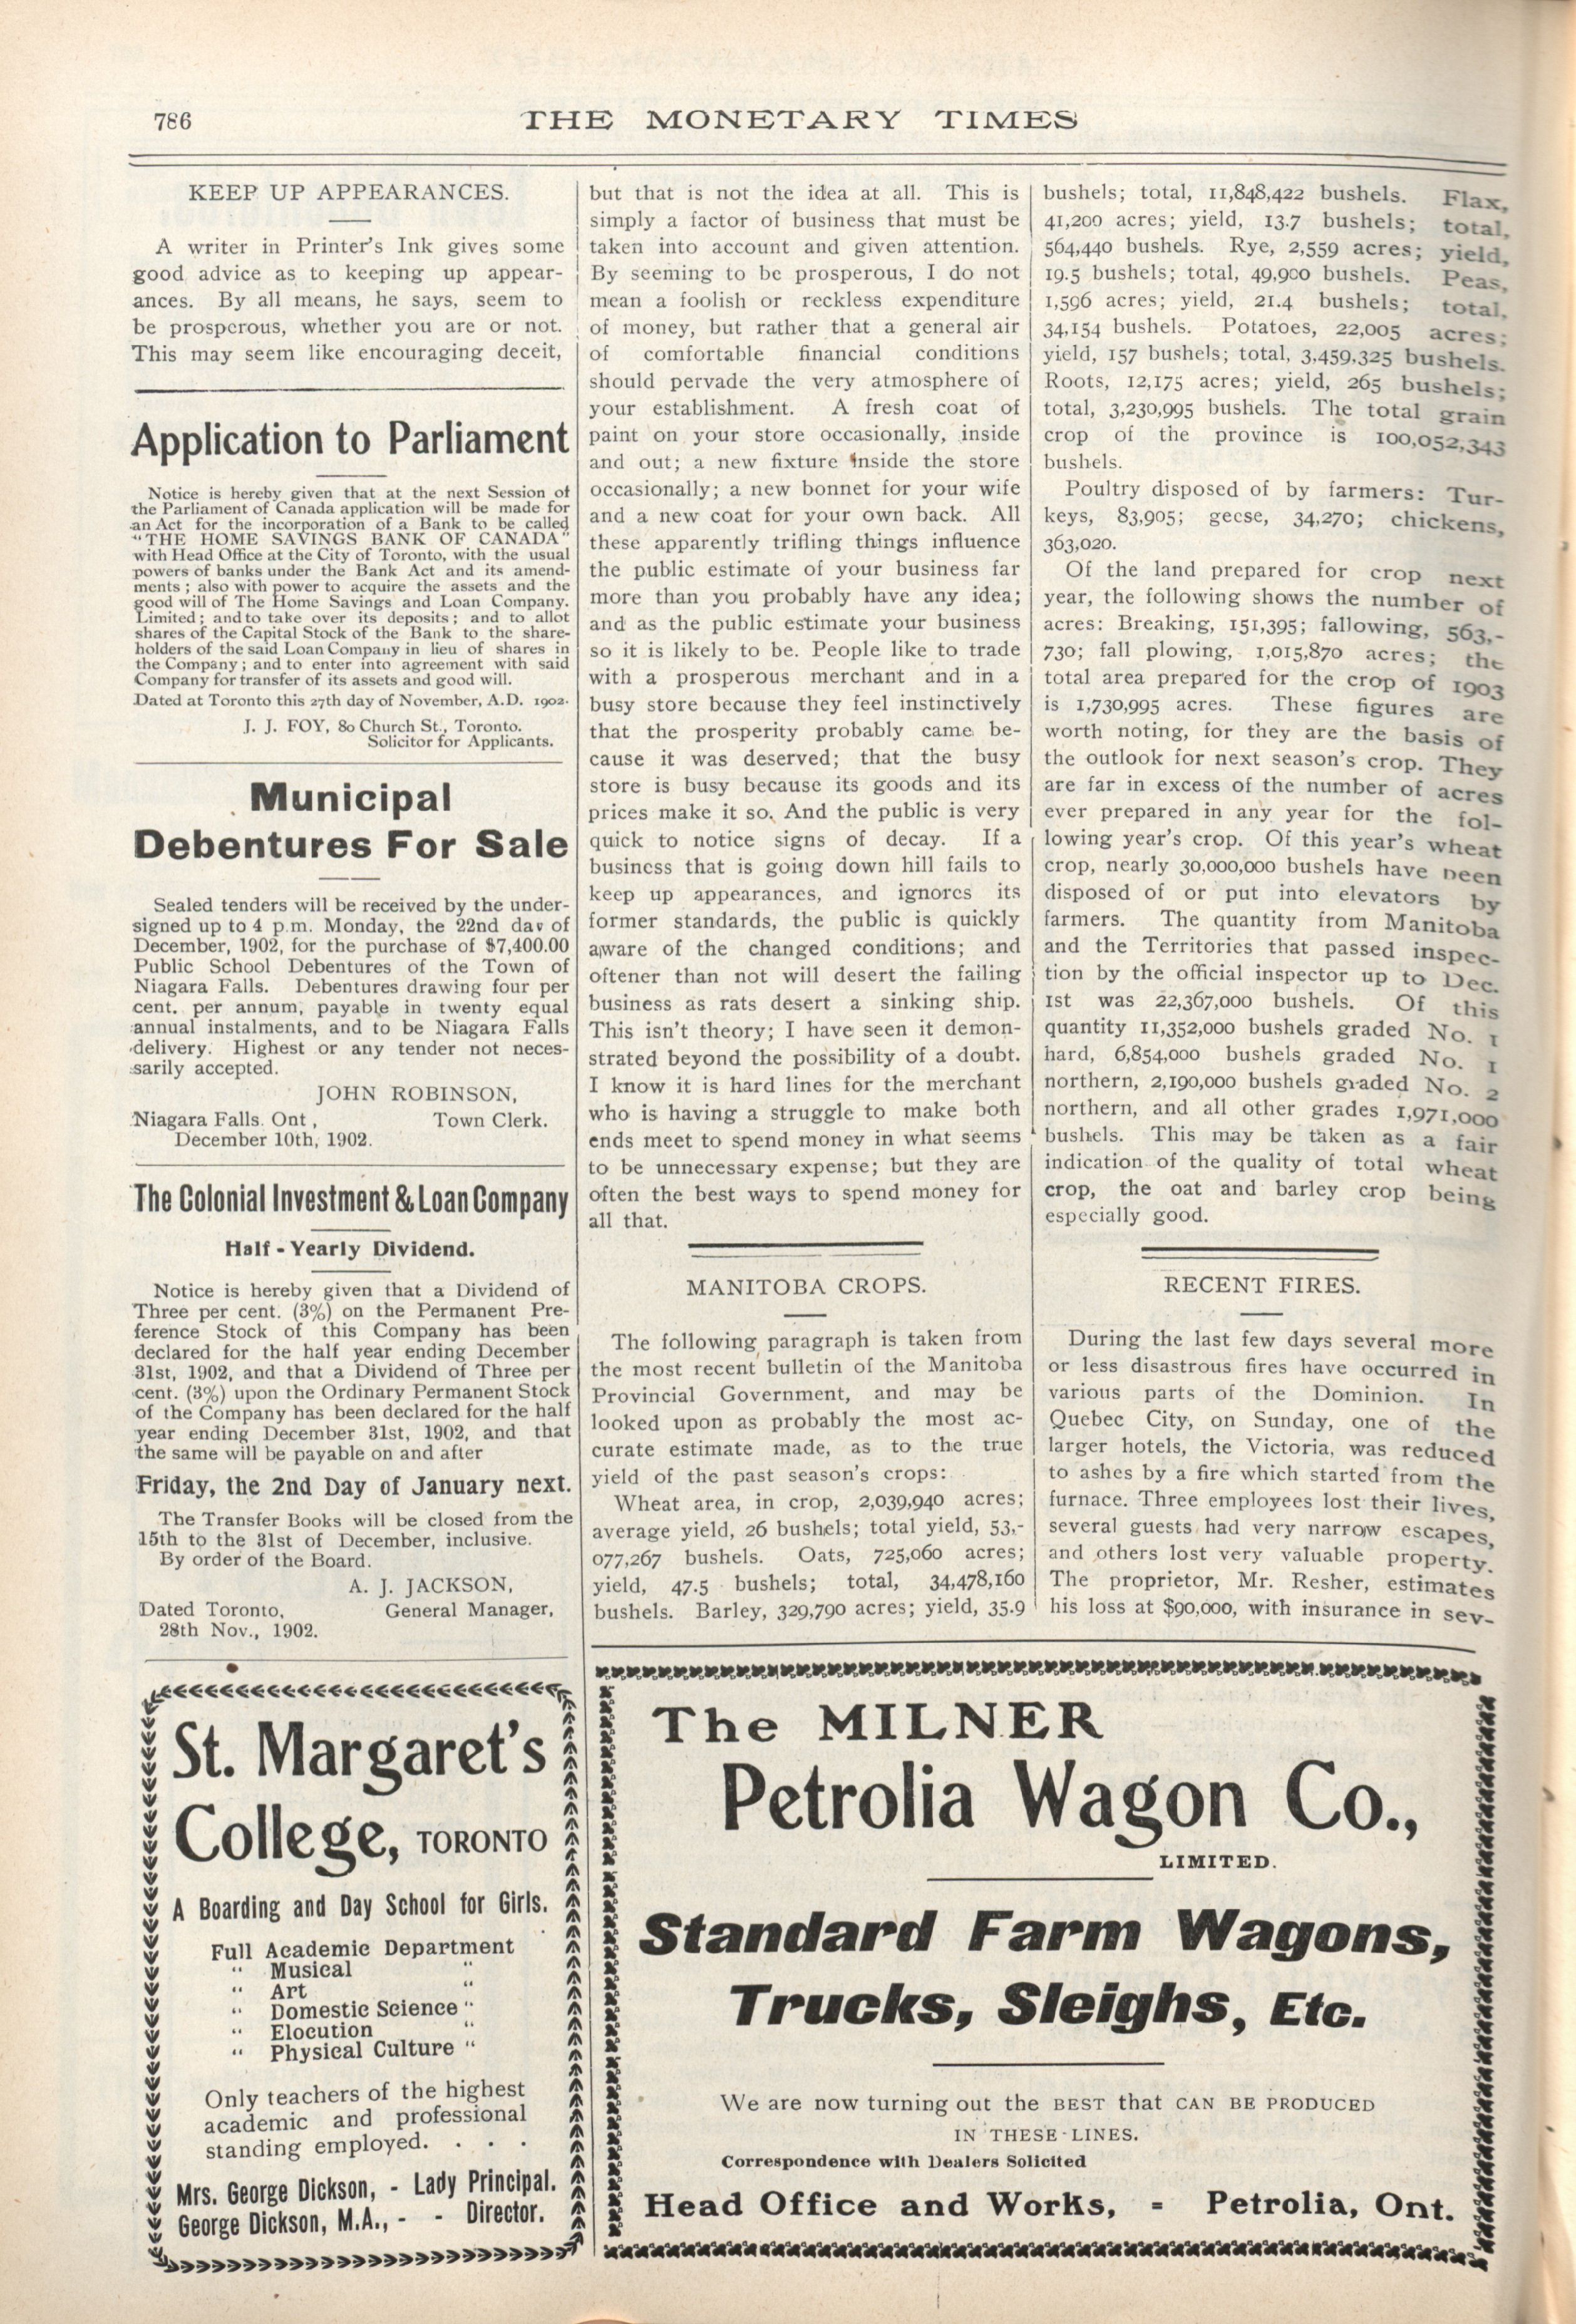 786
THE MONETARY TIMES
KEEP UP APPEARANCES.
A writer in Printer's Ink gives some
good advice as to keeping up appear-
ances. By all means, he says, seem to
be prosperous, whether you are or not.
This may seem like encouraging deceit,
Application to Parliament
Notice is hereby given that at the next Session of
the Parliament of Canada application will be made for
an Act for the incorporation of a Bank to be called
"THE HOME SAVINGS BANK OF CANADA"
with Head Office at the City of Toronto, with the usual
powers of banks under the Bank Act and its amend-
ments; also with power to acquire the assets and the
good will of The Home Savings and Loan Company.
Limited; and to take over its deposits; and to allot
shares of the Capital Stock of the Bank to the share-
holders of the said Loan Company in lieu of shares in
the Company; and to enter into agreement with said
Company for transfer of its assets and good will.
Dated at Toronto this 27th day of November, A.D. 1902.
J. J. FOY, 80 Church St., Toronto.
Solicitor for Applicants.
Municipal
Debentures For Sale
Sealed tenders will be received by the under-
signed up to 4 p.m. Monday, the 22nd day of
December, 1902, for the purchase of $7,400.00
Public School Debentures of the Town of
Niagara Falls. Debentures drawing four per
cent. per annum, payable in twenty equal
annual instalments, and to be Niagara Falls
delivery. Highest or any tender not neces-
sarily accepted.
JOHN ROBINSON,
Niagara Falls. Ont, Town Clerk.
December 10th, 1902.
The Colonial Investment & Loan Company
Half-Yearly Dividend.
Notice is hereby given that a Dividend of
Three per cent. (3%) on the Permanent Pre-
ference Stock of this Company has been
declared for the half year ending December
31st, 1902, and that a Dividend of Three per
cent. (3%) upon the Ordinary Permanent Stock
of the Company has been declared for the half
year ending December 31st, 1902, and that
the same will be payable on and after
Friday, the 2nd Day of January next.
The Transfer Books will be closed from the
15th to the 31st of December, inclusive.
By order of the Board.
A. J. JACKSON,
Dated Toronto, General Manager,
28th Nov., 1902.
St. Margaret's
College, TORONTO
A Boarding and Day School for Girls.
Full Academic Department
" Musical "
" Art "
" Domestic Science "
" Elocution "
" Physical Culture "
Only teachers of the highest
academic and professional
standing employed. . . .
Mrs. George Dickson, - Lady Principal.
George Dickson, M.A., - - Director.
but that is not the idea at all. This is
simply a factor of business that must be
taken into account and given attention.
By seeming to be prosperous, I do not
mean a foolish or reckless expenditure
of money, but rather that a general air
of comfortable financial conditions
should pervade the very atmosphere of
your establishment. A fresh coat of
paint on your store occasionally, inside
and out; a new fixture inside the store
occasionally; a new bonnet for your wife
and a new coat for your own back. All
these apparently trifling things influence
the public estimate of your business far
more than you probably have any idea;
and as the public estimate your business
so it is likely to be. People like to trade
with a prosperous merchant and in a
busy store because they feel instinctively
that the prosperity probably came be-
cause it was deserved; that the busy
store is busy because its goods and its
prices make it so. And the public is very
quick to notice signs of decay. If a
business that is going down hill fails to
keep up appearances, and ignores its
former standards, the public is quickly
aware of the changed conditions; and
oftener than not will desert the failing
business as rats desert a sinking ship.
This isn't theory; I have seen it demon-
strated beyond the possibility of a doubt.
I know it is hard lines for the merchant
who is having a struggle to make both
ends meet to spend money in what seems
to be unnecessary expense; but they are
often the best ways to spend money for
all that.
MANITOBA CROPS.
The following paragraph is taken from
the most recent bulletin of the Manitoba
Provincial Government, and may be
looked upon as probably the most ac-
curate estimate made, as to the true
yield of the past season's crops:
Wheat area, in crop, 2,039,940 acres;
average yield, 26 bushels; total yield, 53,-
077,267 bushels. Oats, 725,060 acres;
yield, 47.5 bushels; total, 34,478,160
bushels. Barley, 329,790 acres; yield, 35.9
bushels; total, 11,848,422 bushels. Flax,
41,200 acres; yield, 13.7 bushels; total,
564,440 bushels. Rye, 2,559 acres; yield,
19.5 bushels; total, 49,900 bushels. Peas,
1,596 acres; yield, 21.4 bushels; total,
34,154 bushels. Potatoes, 22,005 acres;
yield, 157 bushels; total, 3,459,325 bushels.
Roots, 12,175 acres; yield, 265 bushels;
total, 3,230,995 bushels. The total grain
crop of the province is 100,052,343
bushels.
Poultry disposed of by farmers: Tur-
keys, 83,905; geese, 34,270; chickens,
363,020.
Of the land prepared for crop next
year, the following shows the number of
acres: Breaking, 151,395; fallowing, 563,-
730; fall plowing, 1,015,870 acres; the
total area prepared for the crop of 1903
is 1,730,995 acres. These figures are
worth noting, for they are the basis of
the outlook for next season's crop. They
are far in excess of the number of acres
ever prepared in any year for the fol-
lowing year's crop. Of this year's wheat
crop, nearly 30,000,000 bushels have been
disposed of or put into elevators by
farmers. The quantity from Manitoba
and the Territories that passed inspec-
tion by the official inspector up to Dec.
1st was 22,367,000 bushels. Of this
quantity 11,352,000 bushels graded No. 1
hard, 6,854,000 bushels graded No. 1
northern, 2,190,000 bushels graded No. 2
northern, and all other grades 1,971,000
bushels. This may be taken as a fair
indication of the quality of total wheat
crop, the oat and barley crop being
especially good.
RECENT FIRES.
During the last few days several more
or less disastrous fires have occurred in
various parts of the Dominion. In
Quebec City, on Sunday, one of the
larger hotels, the Victoria, was reduced
to ashes by a fire which started from the
furnace. Three employees lost their lives,
several guests had very narrow escapes,
and others lost very valuable property.
The proprietor, Mr. Resher, estimates
his loss at $90,000, with insurance in sev-
The MILNER
Petrolia Wagon Co.,
LIMITED.
Standard Farm Wagons,
Trucks, Sleighs, Etc.
We are now turning out the BEST that CAN BE PRODUCED
IN THESE LINES.
Correspondence with Dealers Solicited
Head Office and Works, = Petrolia, Ont.